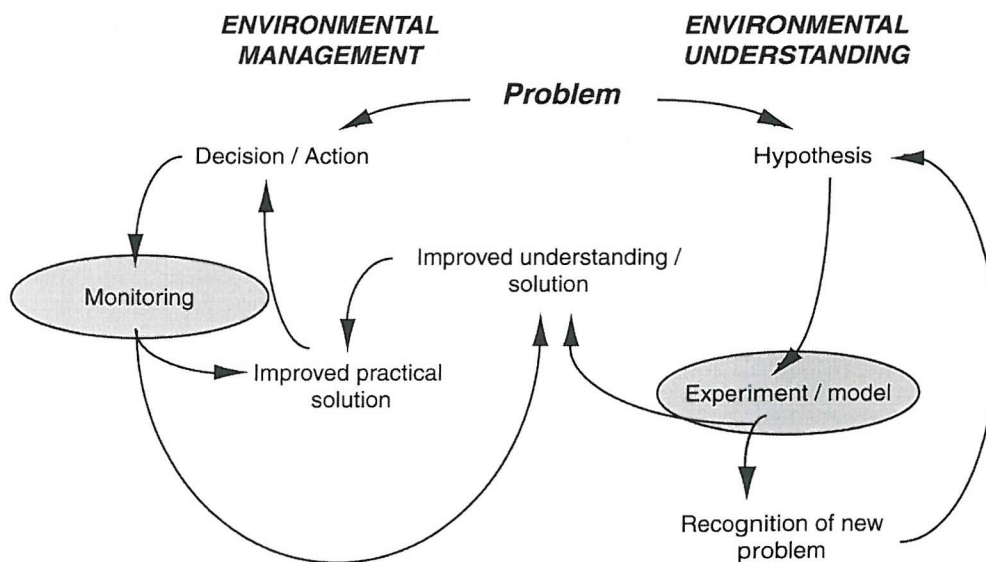 ENVIRONMENTAL
MANAGEMENT
ENVIRONMENTAL
UNDERSTANDING
Problem
Decision / Action
Hypothesis
Improved understanding /
solution
Monitoring
Improved practical
solution
Experiment / model
Recognition of new
problem